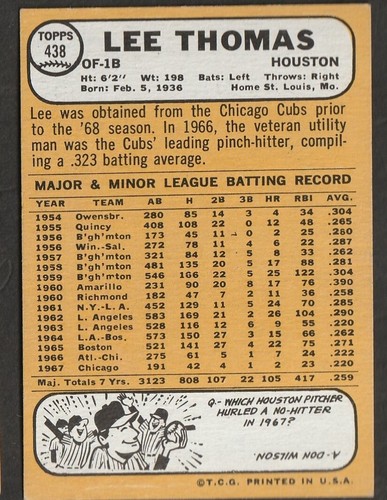 TOPPS
438
LEE THOMAS
OF-1B HOUSTON
Ht: 6'2" Wt: 198 Bats: Left Throws: Right
Born: Feb. 5, 1936 Home St. Louis, Mo.
Lee was obtained from the Chicago Cubs prior
to the '68 season. In 1966, the veteran utility
man was the Cubs' leading pinch-hitter, compil-
ing a .323 batting average.
MAJOR & MINOR LEAGUE BATTING RECORD
YEAR TEAM AB H 2B 3B HR RBI AVG.
1954 Owensbr. 280 85 14 3 4 34 .304
1955 Quincy 408 108 22 0 12 48 .265
1956 B'gh'mton 173 45 11 0 2 25 .260
1956 Win.-Sal. 272 78 11 4 6 22 .287
1957 B'gh'mton 321 84 12 5 8 33 .262
1958 B'gh'mton 481 135 20 5 17 88 .281
1959 B'gh'mton 546 166 22 5 25 122 .304
1960 Amarillo 231 90 20 8 17 76 .390
1960 Richmond 182 47 7 2 11 36 .258
1961 N.Y.-L.A. 452 129 11 5 24 70 .285
1962 L. Angeles 583 169 21 2 26 104 .290
1963 L. Angeles 528 116 12 6 9 55 .220
1964 L.A.-Bos. 573 150 27 3 15 66 .262
1965 Boston 521 141 27 4 22 75 .271
1966 Atl.-Chi. 275 61 5 1 7 24 .222
1967 Chicago 191 42 4 1 2 23 .220
Maj. Totals 7 Yrs. 3123 808 107 22 105 417 .259
Q- WHICH HOUSTON PITCHER
HURLED A NO-HITTER
IN 1967?
A- DON WILSON
©T.C.G. PRINTED IN U.S.A.